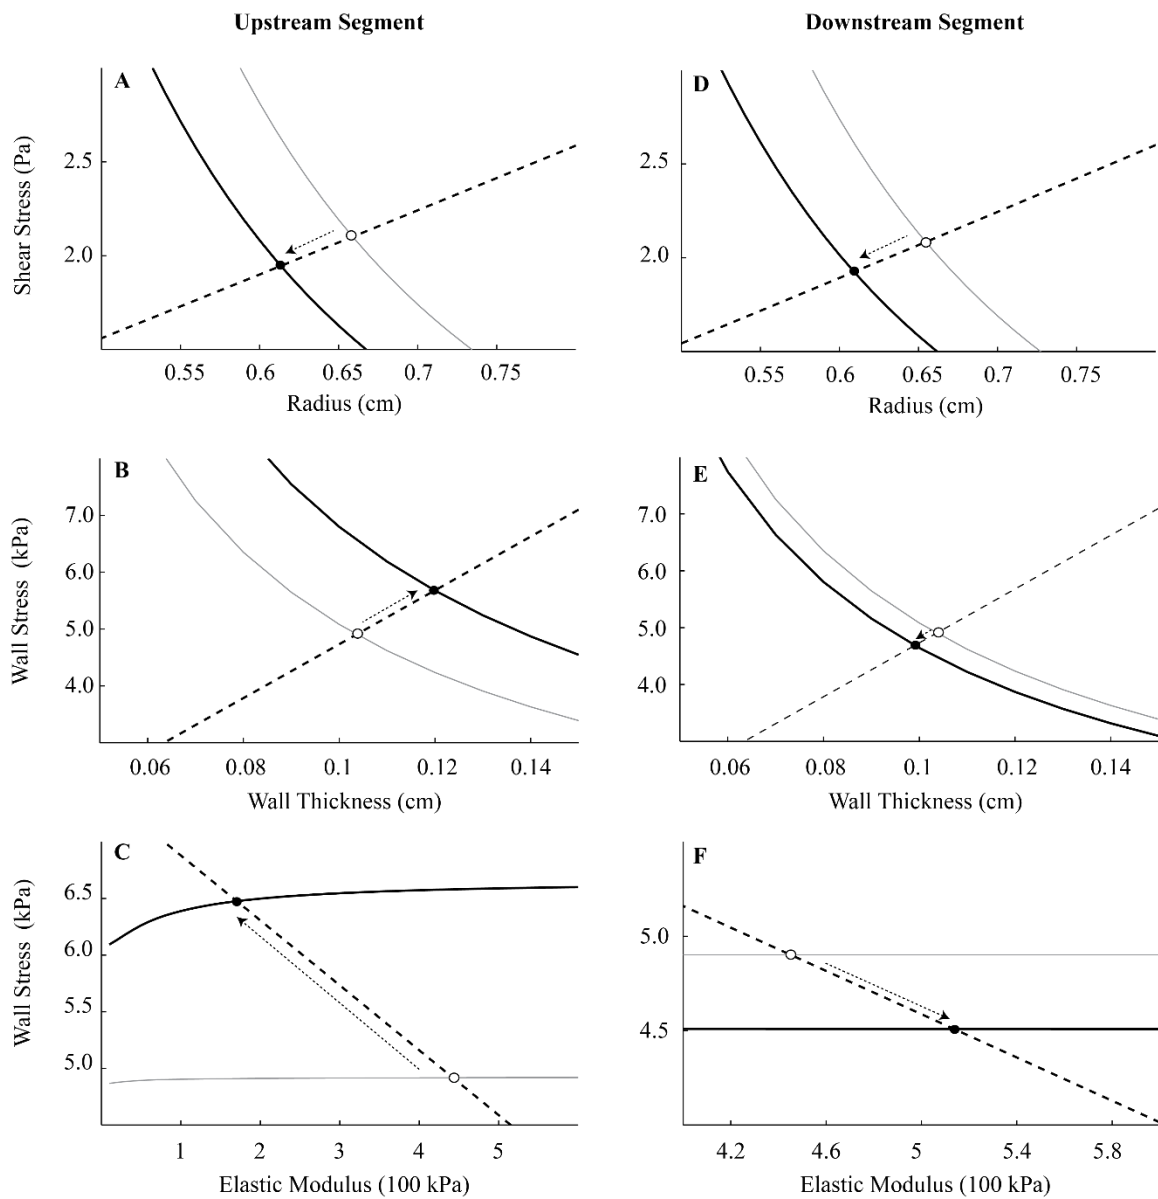 Upstream Segment
Downstream Segment
A
Shear Stress (Pa)
2.5
2.0
0.55 0.6 0.65 0.7 0.75
Radius (cm)
D
2.5
2.0
0.55 0.6 0.65 0.7 0.75
Radius (cm)
B
Wall Stress (kPa)
7.0
6.0
5.0
4.0
0.06 0.08 0.1 0.12 0.14
Wall Thickness (cm)
E
7.0
6.0
5.0
4.0
0.06 0.08 0.1 0.12 0.14
Wall Thickness (cm)
C
Wall Stress (kPa)
6.5
6.0
5.5
5.0
1 2 3 4 5
Elastic Modulus (100 kPa)
F
5.0
4.5
4.2 4.6 5 5.4 5.8
Elastic Modulus (100 kPa)